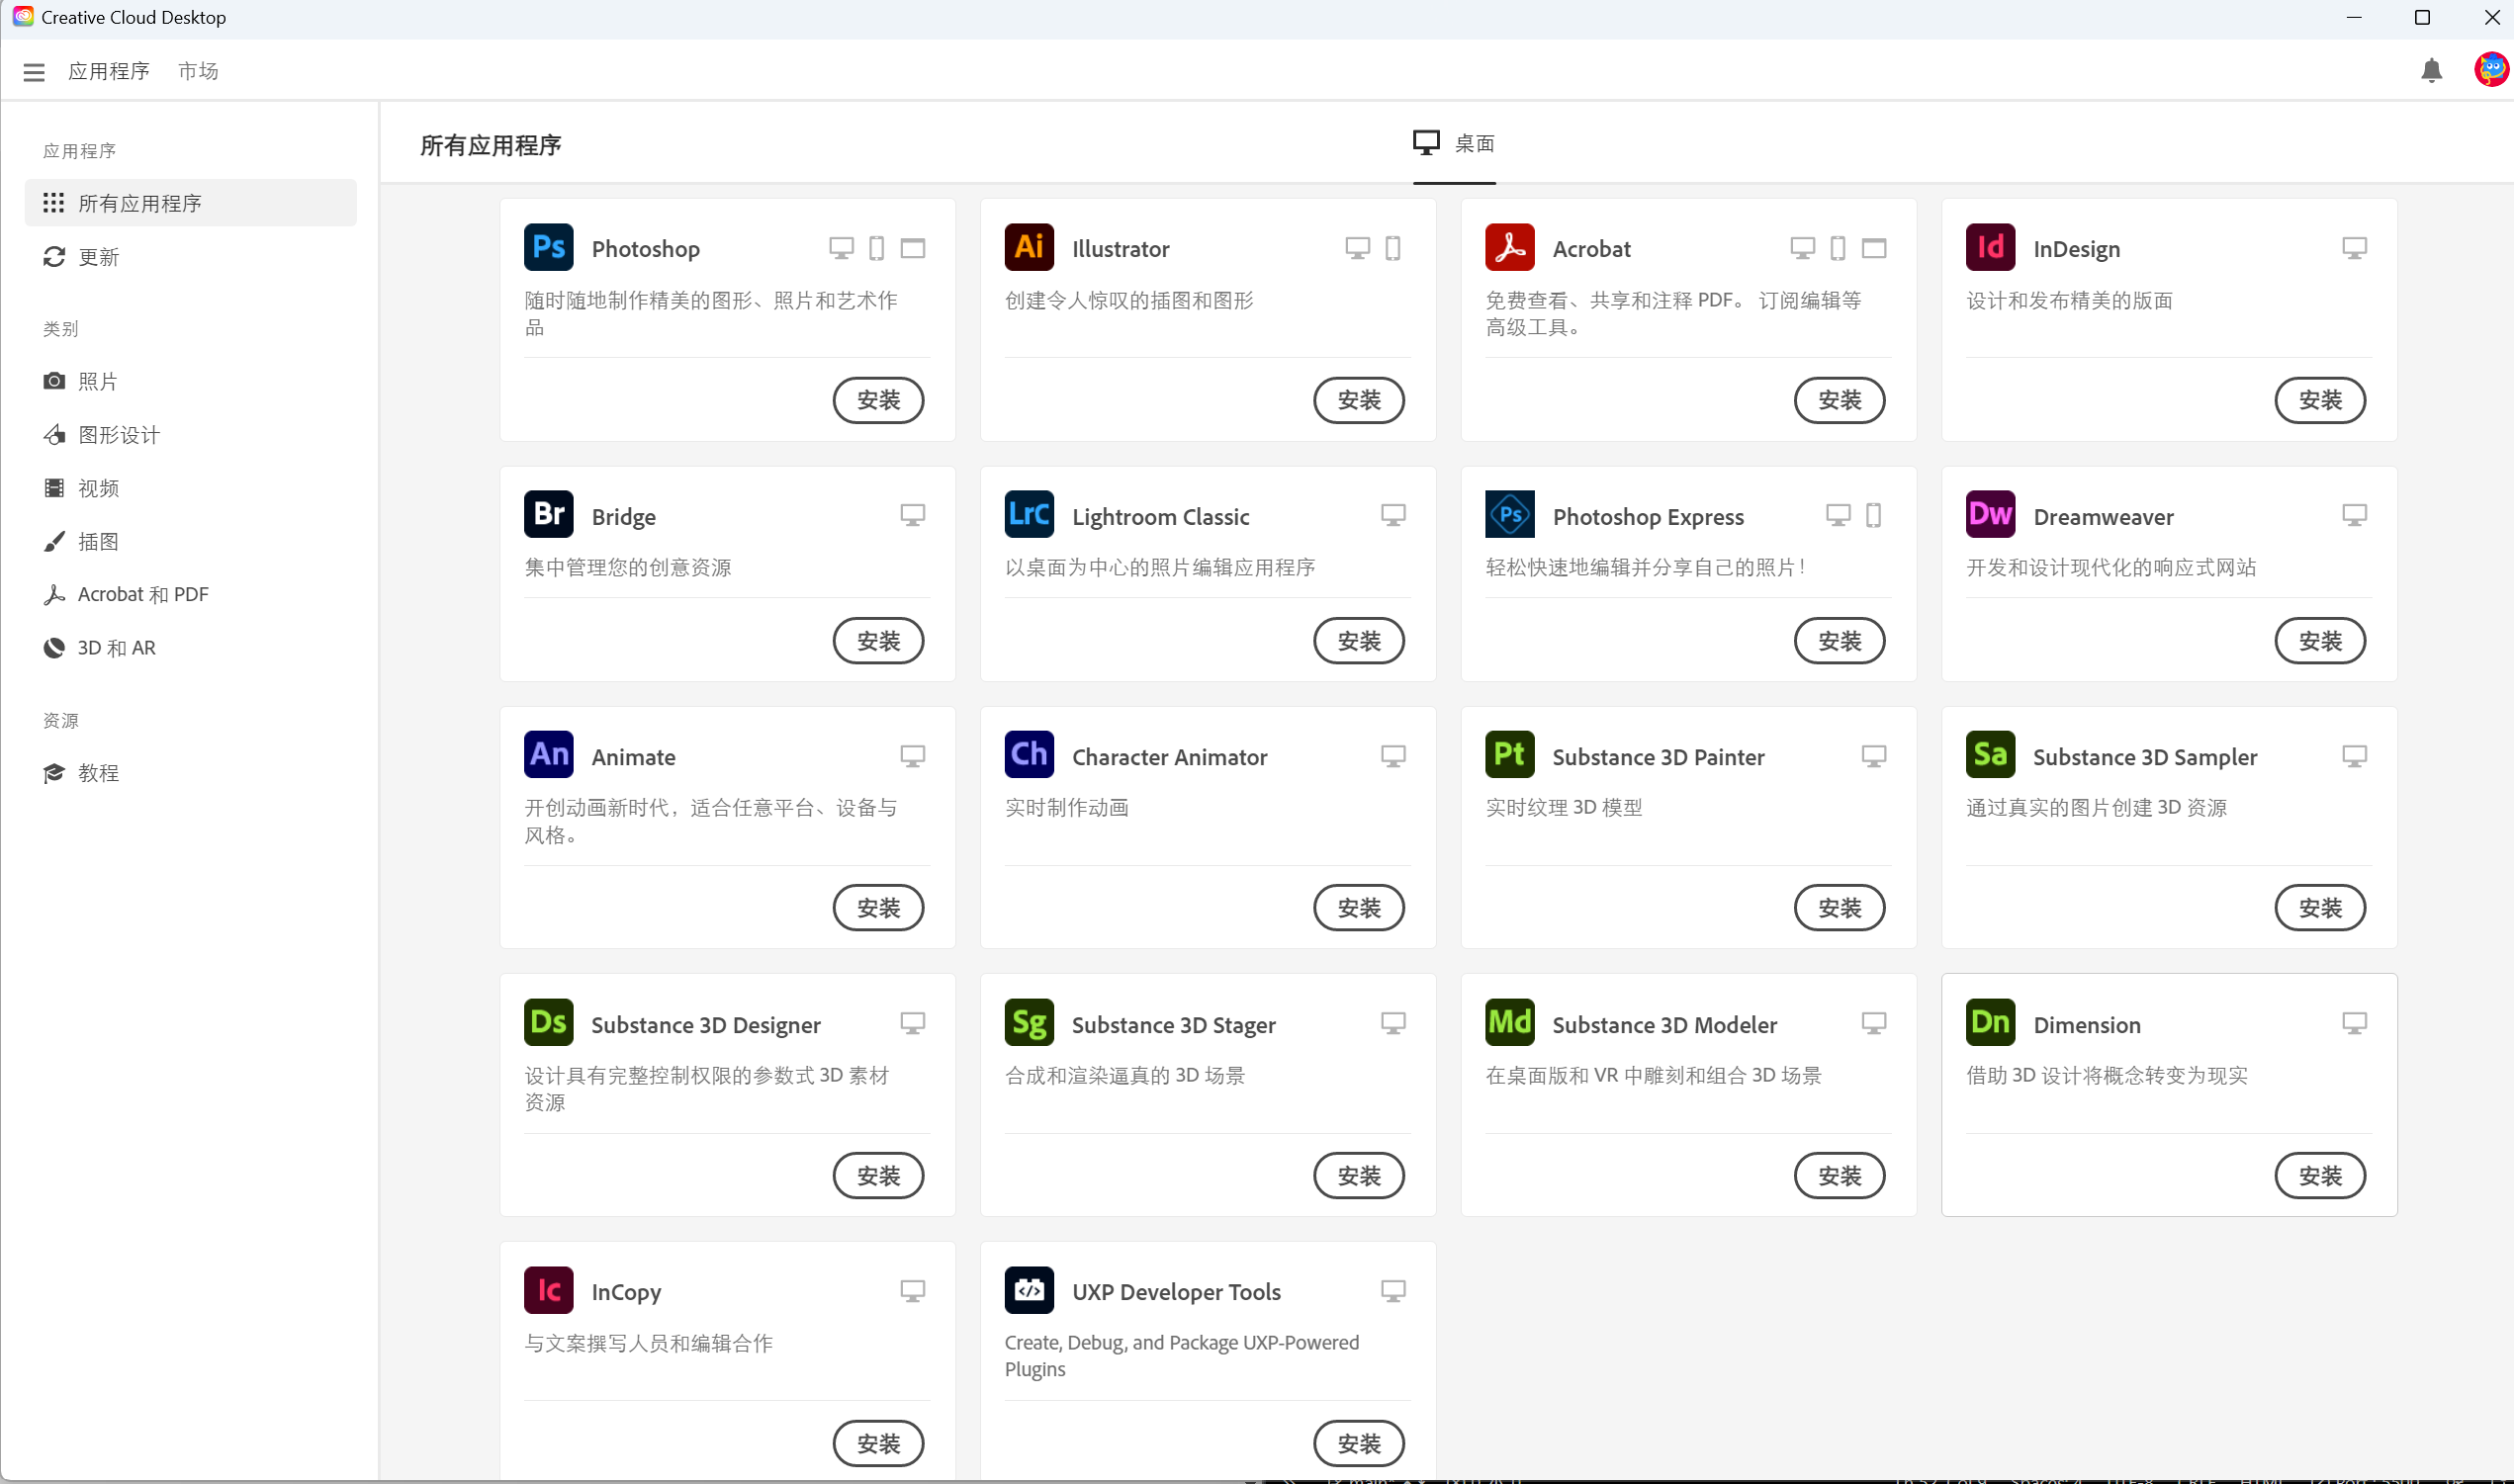 Creative Cloud Desktop
应用程序 市场
应用程序
所有应用程序
更新
类别
照片
图形设计
视频
插图
Acrobat 和 PDF
3D 和 AR
资源
教程
所有应用程序
桌面
Ps Photoshop
随时随地制作精美的图形、照片和艺术作
品
安装
Ai Illustrator
创建令人惊叹的插图和图形
安装
Acrobat
免费查看、共享和注释 PDF。 订阅编辑等
高级工具。
安装
Id InDesign
设计和发布精美的版面
安装
Br Bridge
集中管理您的创意资源
安装
LrC Lightroom Classic
以桌面为中心的照片编辑应用程序
安装
Ps Photoshop Express
轻松快速地编辑并分享自己的照片！
安装
Dw Dreamweaver
开发和设计现代化的响应式网站
安装
An Animate
开创动画新时代，适合任意平台、设备与
风格。
安装
Ch Character Animator
实时制作动画
安装
Pt Substance 3D Painter
实时纹理 3D 模型
安装
Sa Substance 3D Sampler
通过真实的图片创建 3D 资源
安装
Ds Substance 3D Designer
设计具有完整控制权限的参数式 3D 素材
资源
安装
Sg Substance 3D Stager
合成和渲染逼真的 3D 场景
安装
Md Substance 3D Modeler
在桌面版和 VR 中雕刻和组合 3D 场景
安装
Dn Dimension
借助 3D 设计将概念转变为现实
安装
Ic InCopy
与文案撰写人员和编辑合作
安装
UXP Developer Tools
Create, Debug, and Package UXP-Powered
Plugins
安装